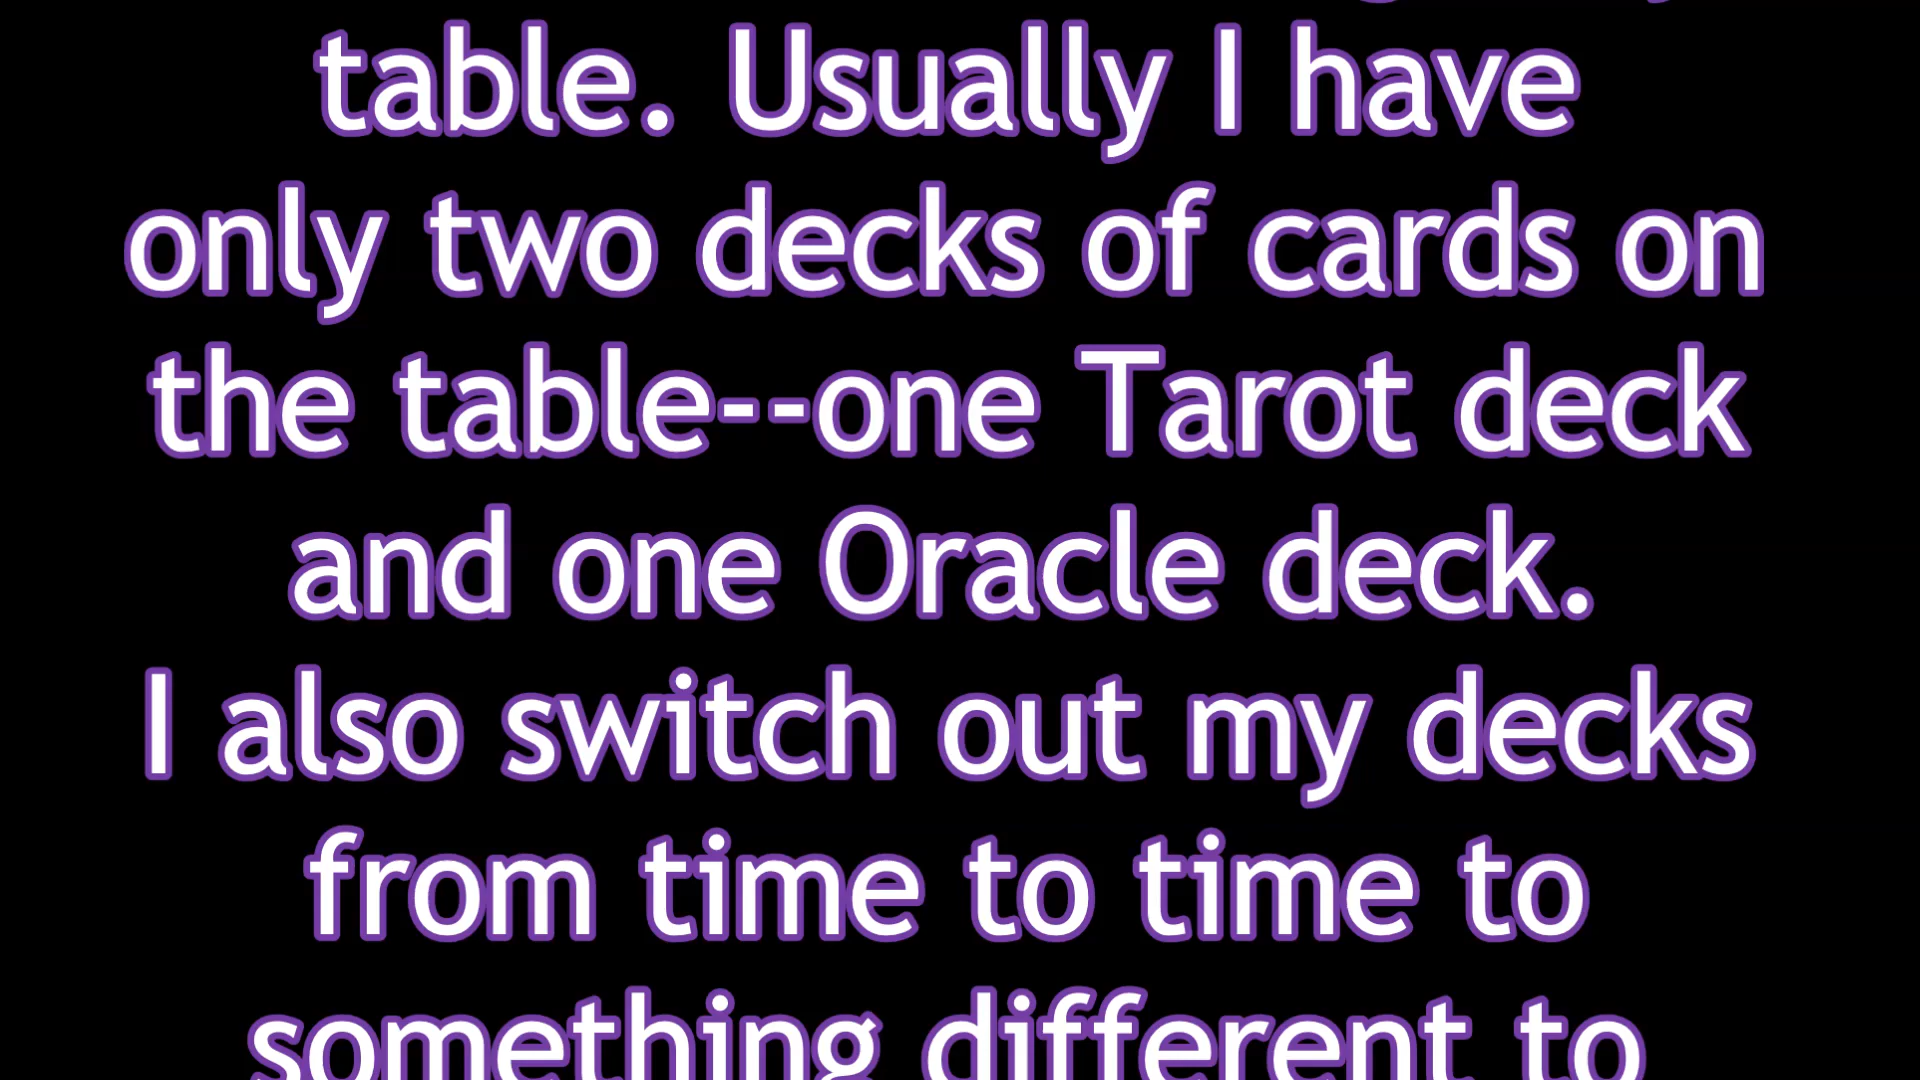 table. Usually I have
only two decks of cards on
the table--one Tarot deck
and one Oracle deck.
I also switch out my decks
from time to time to
something different to